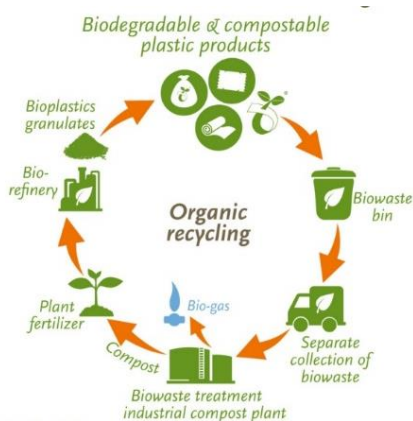 Biodegradable & compostable
plastic products
Biowaste
bin
Separate
collection of
biowaste
Biowaste treatment
industrial compost plant
Bio-gas
Compost
Plant
fertilizer
Bio-
refinery
Bioplastics
granulates
Organic
recycling